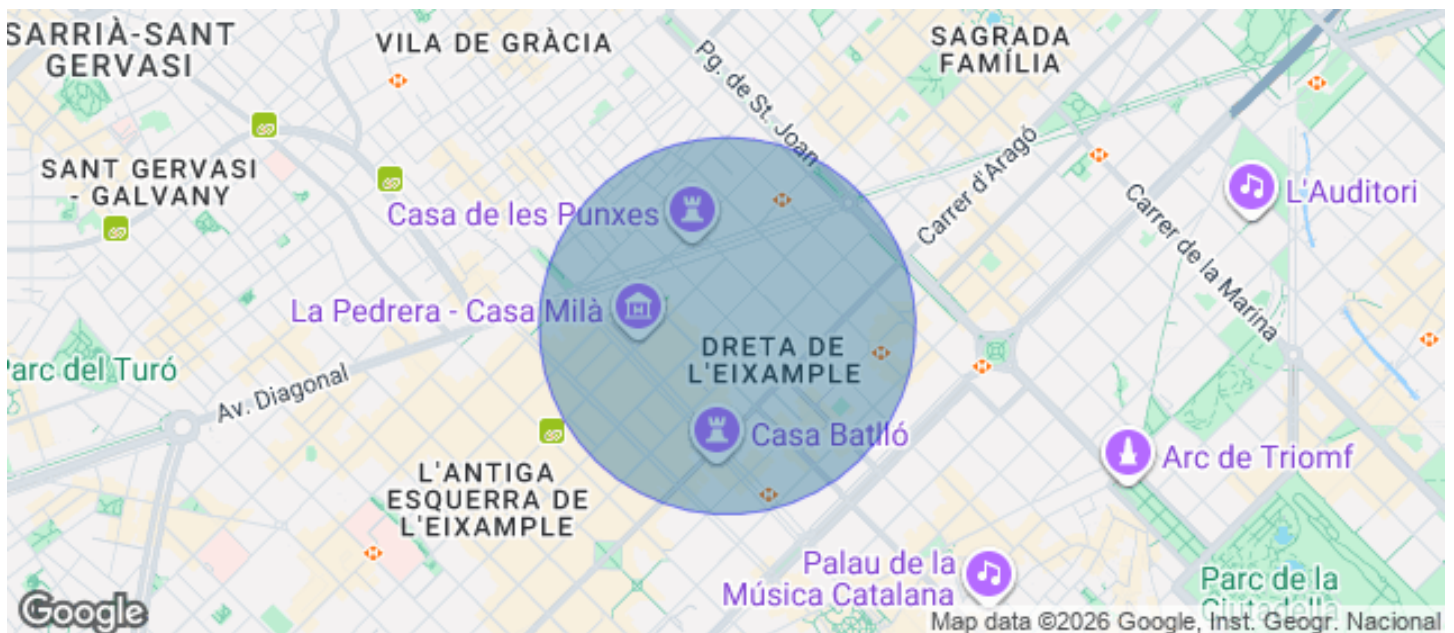 SARRIÀ-SANT
GERVASI
VILA DE GRÀCIA
Pg. de St. Joan
SAGRADA
FAMÍLIA
SANT GERVASI
- GALVANY
Casa de les Punxes
Carrer d'Aragó
L'Auditori
Carrer de la Marina
La Pedrera - Casa Milà
DRETA DE
L'EIXAMPLE
Parc del Turó
Av. Diagonal
Casa Batlló
Arc de Triomf
L'ANTIGA
ESQUERRA DE
L'EIXAMPLE
Palau de la
Música Catalana
Parc de la
Ciutadella
Google
Map data ©2026 Google, Inst. Geogr. Nacional